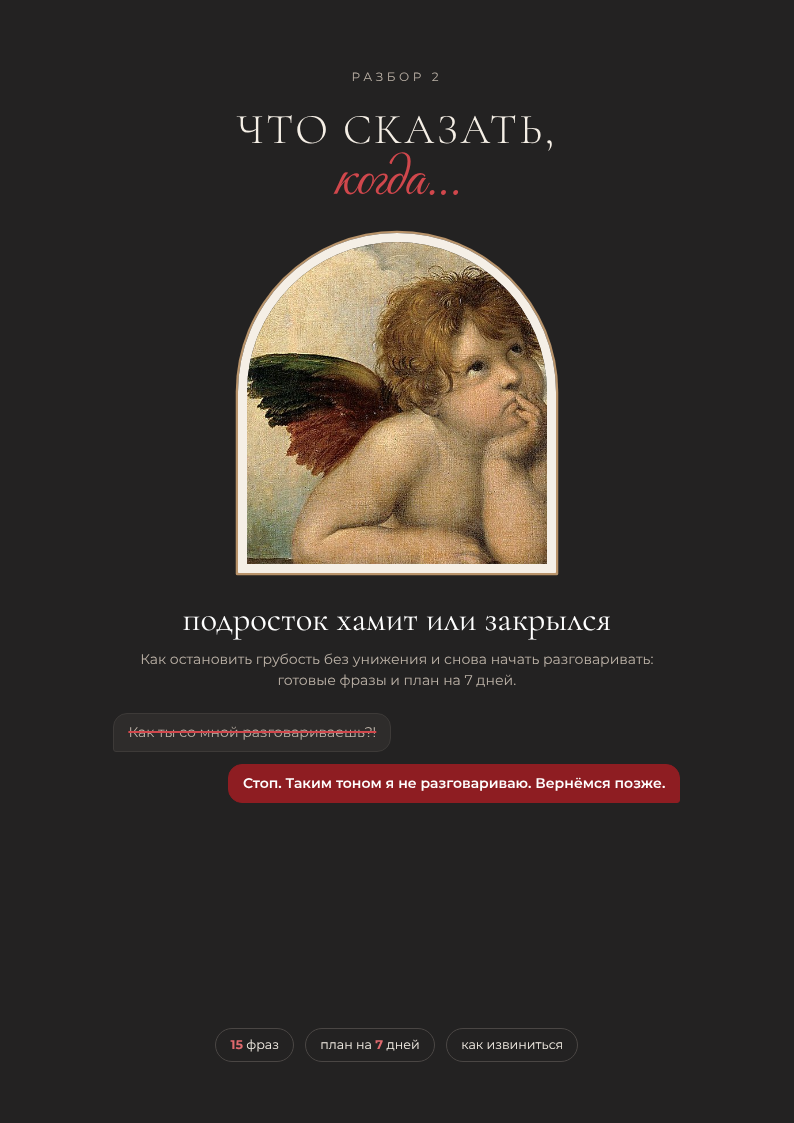 РАЗБОР 2
ЧТО СКАЗАТЬ,
когда...
подросток хамит или закрылся
Как остановить грубость без унижения и снова начать разговаривать:
готовые фразы и план на 7 дней.
Как ты со мной разговариваешь?!
Стоп. Таким тоном я не разговариваю. Вернёмся позже.
15 фраз
план на 7 дней
как извиниться